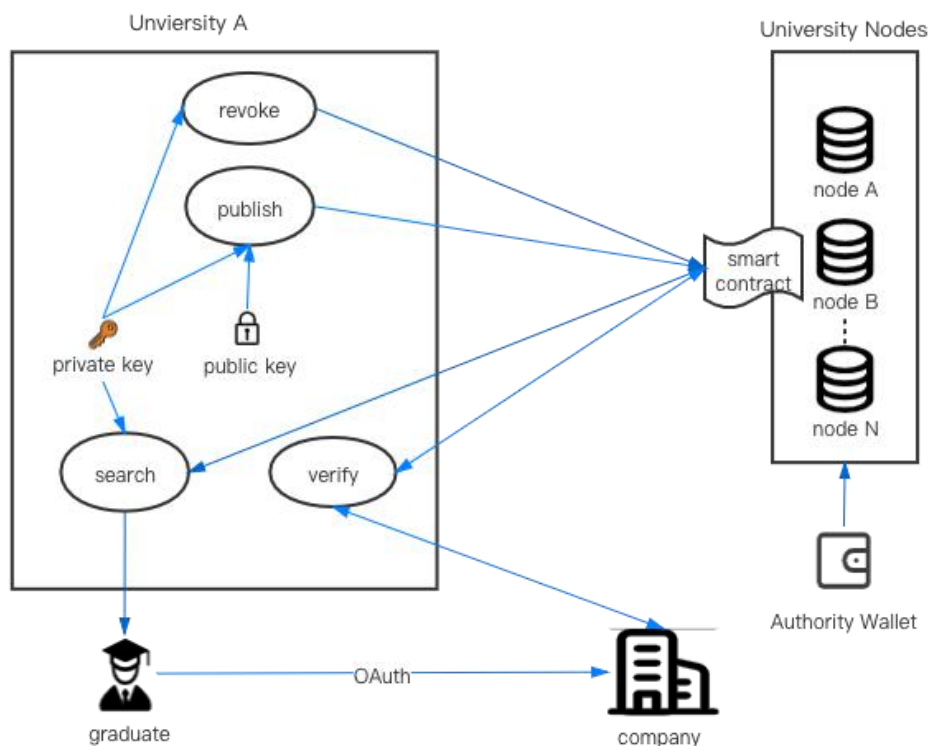 Unviersity A
University Nodes
revoke
publish
private key
public key
search
verify
smart
contract
node A
node B
node N
Authority Wallet
OAuth
graduate
company